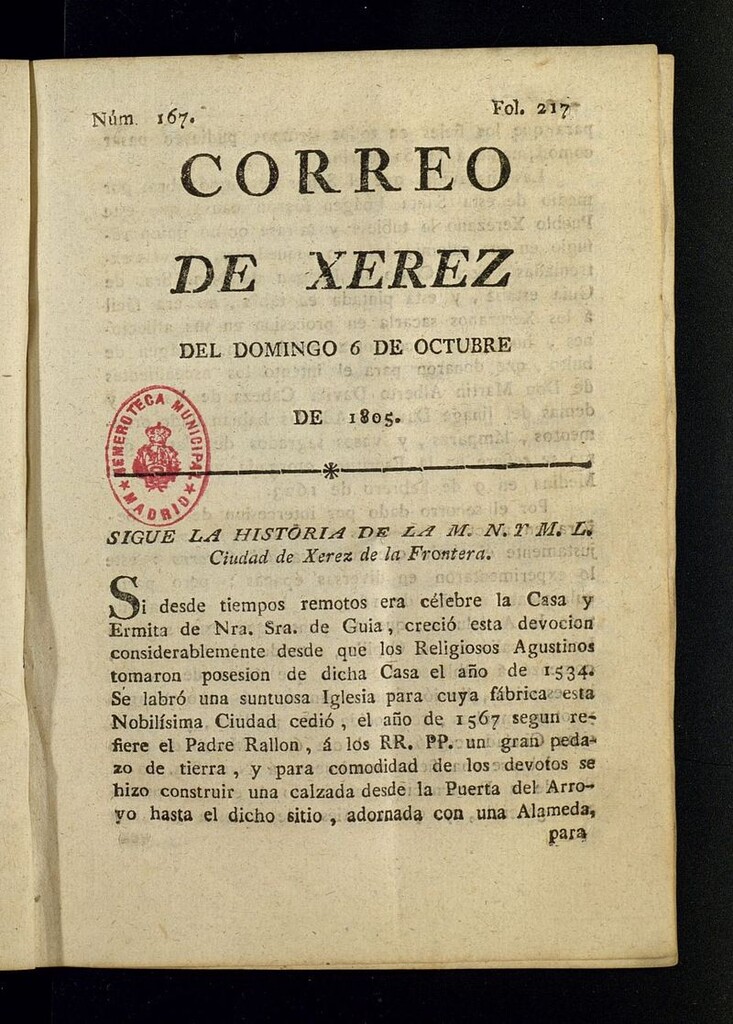 Núm. 167.
Fol. 217
CORREO
DE XEREZ
DEL DOMINGO 6 DE OCTUBRE
DE 1805.
HEMEROTECA MUNICIPAL
MADRID
SIGUE LA HISTORIA DE LA M. N. Y M. L.
Ciudad de Xerez de la Frontera.
Si desde tiempos remotos era célebre la Casa y
Ermita de Nra. Sra. de Guia, creció esta devocion
considerablemente desde que los Religiosos Agustinos
tomaron posesion de dicha Casa el año de 1534.
Se labró una suntuosa Iglesia para cuya fábrica esta
Nobilísima Ciudad cedió, el año de 1567 segun re-
fiere el Padre Rallon, á los RR. PP. un gran peda-
zo de tierra, y para comodidad de los devotos se
hizo construir una calzada desde la Puerta del Arro-
yo hasta el dicho sitio, adornada con una Alameda,
para